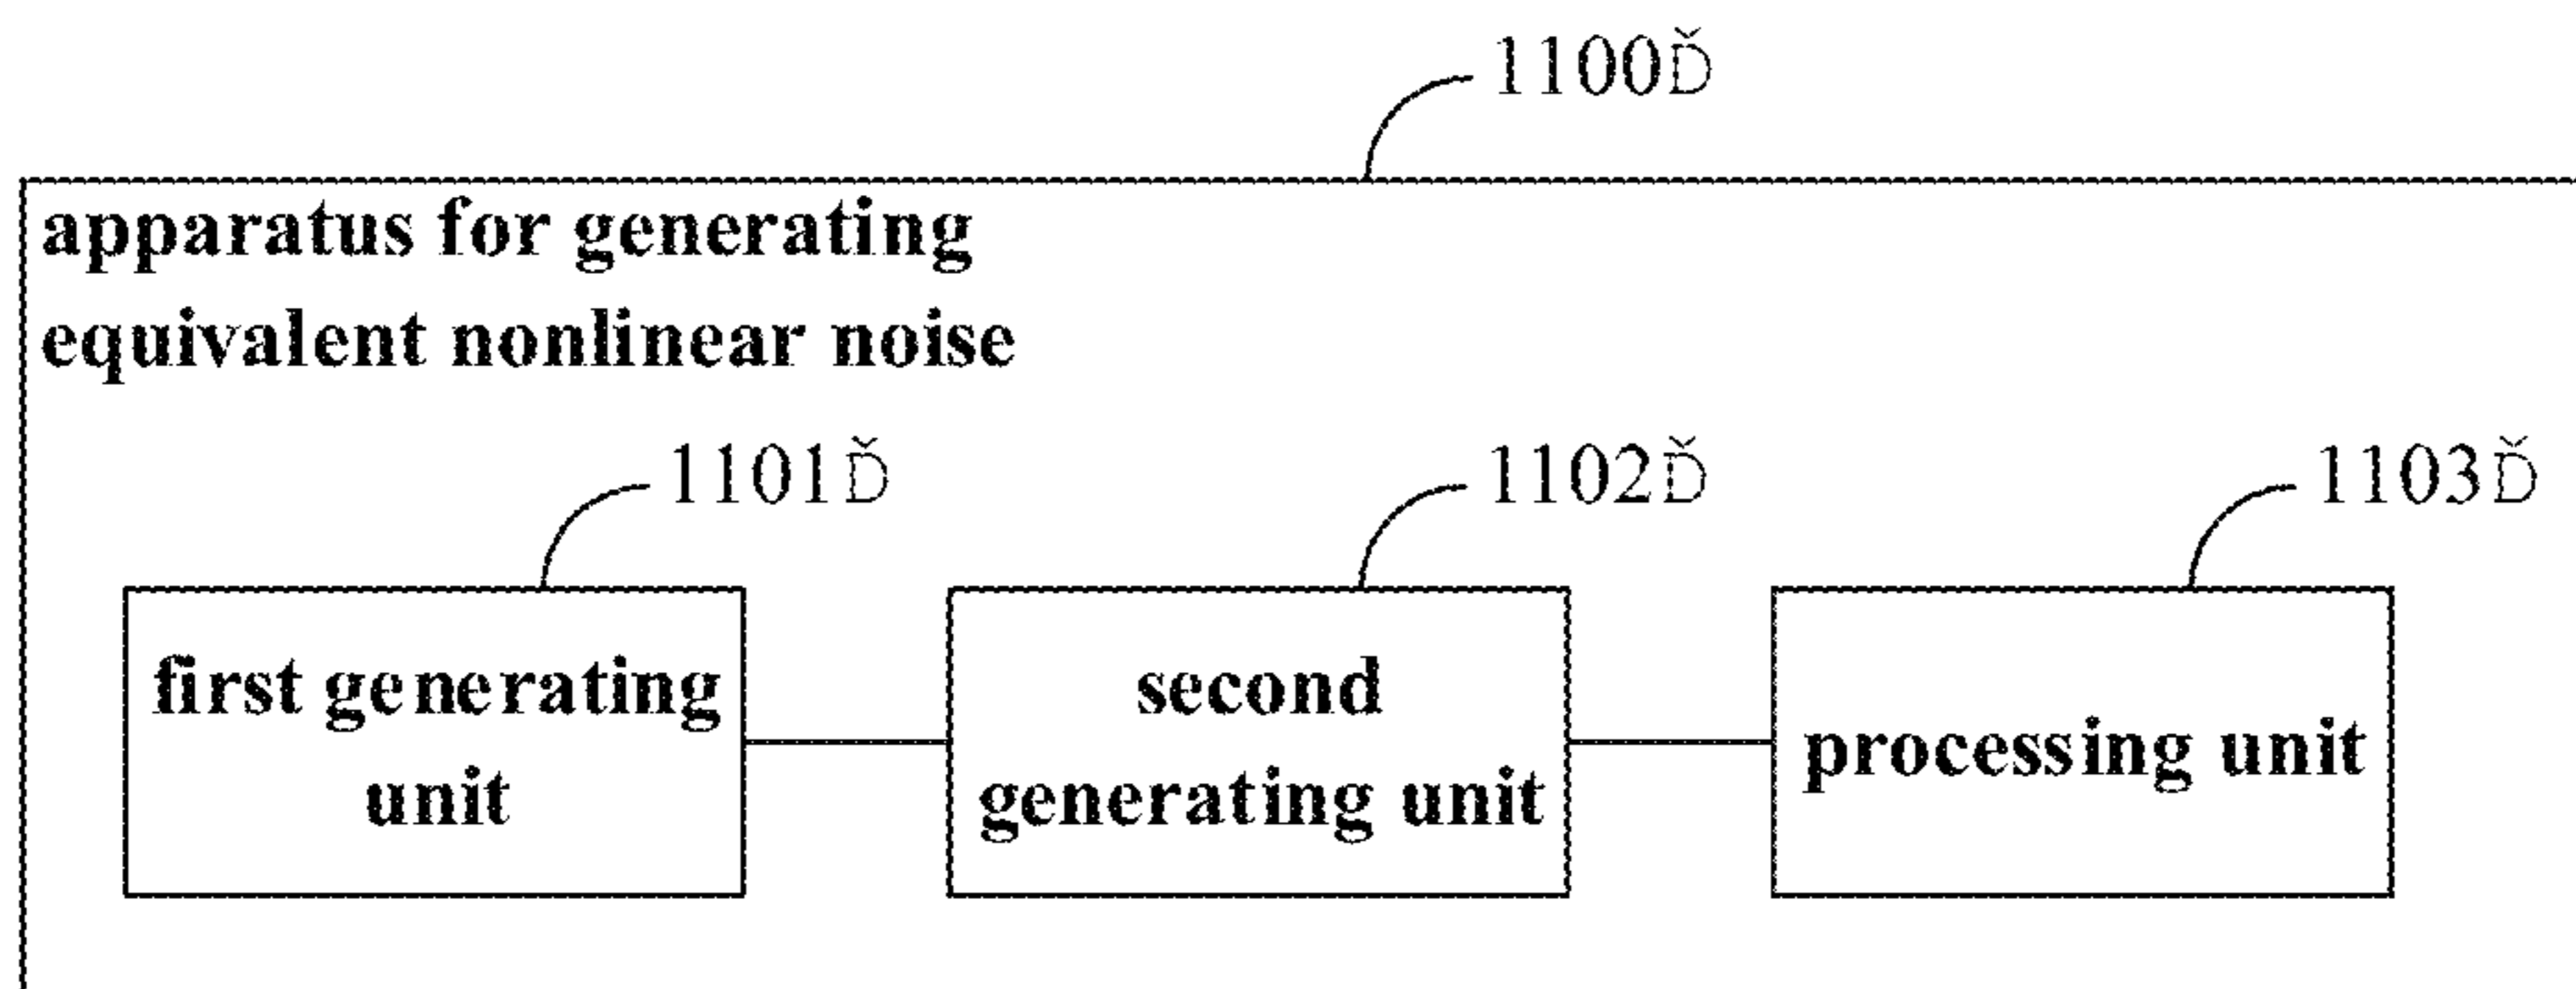 1100Ď
apparatus for generating
equivalent nonlinear noise
1101Ď
1102Ď
1103Ď
first generating
unit
second
generating unit
processing unit